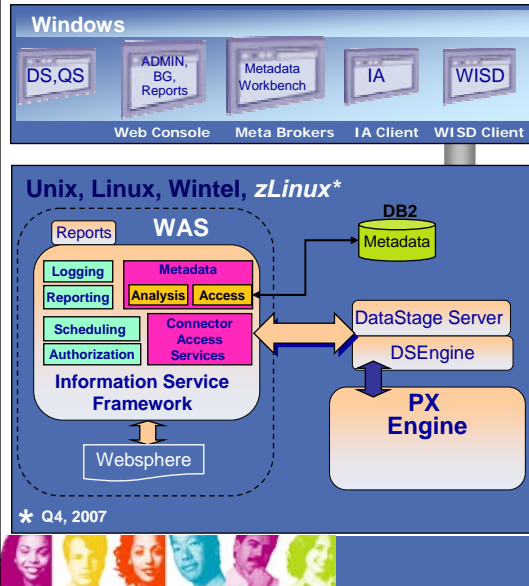 Windows
DS,QS
ADMIN,
BG,
Reports
Metadata
Workbench
IA
WISD
Web Console
Meta Brokers
IA Client
WISD Client
Unix, Linux, Wintel, zLinux*
Reports
WAS
DB2
Metadata
Logging
Reporting
Metadata
Analysis
Access
Scheduling
Authorization
Connector
Access
Services
Information Service
Framework
DataStage Server
DSEngine
PX
Engine
Websphere
* Q4, 2007